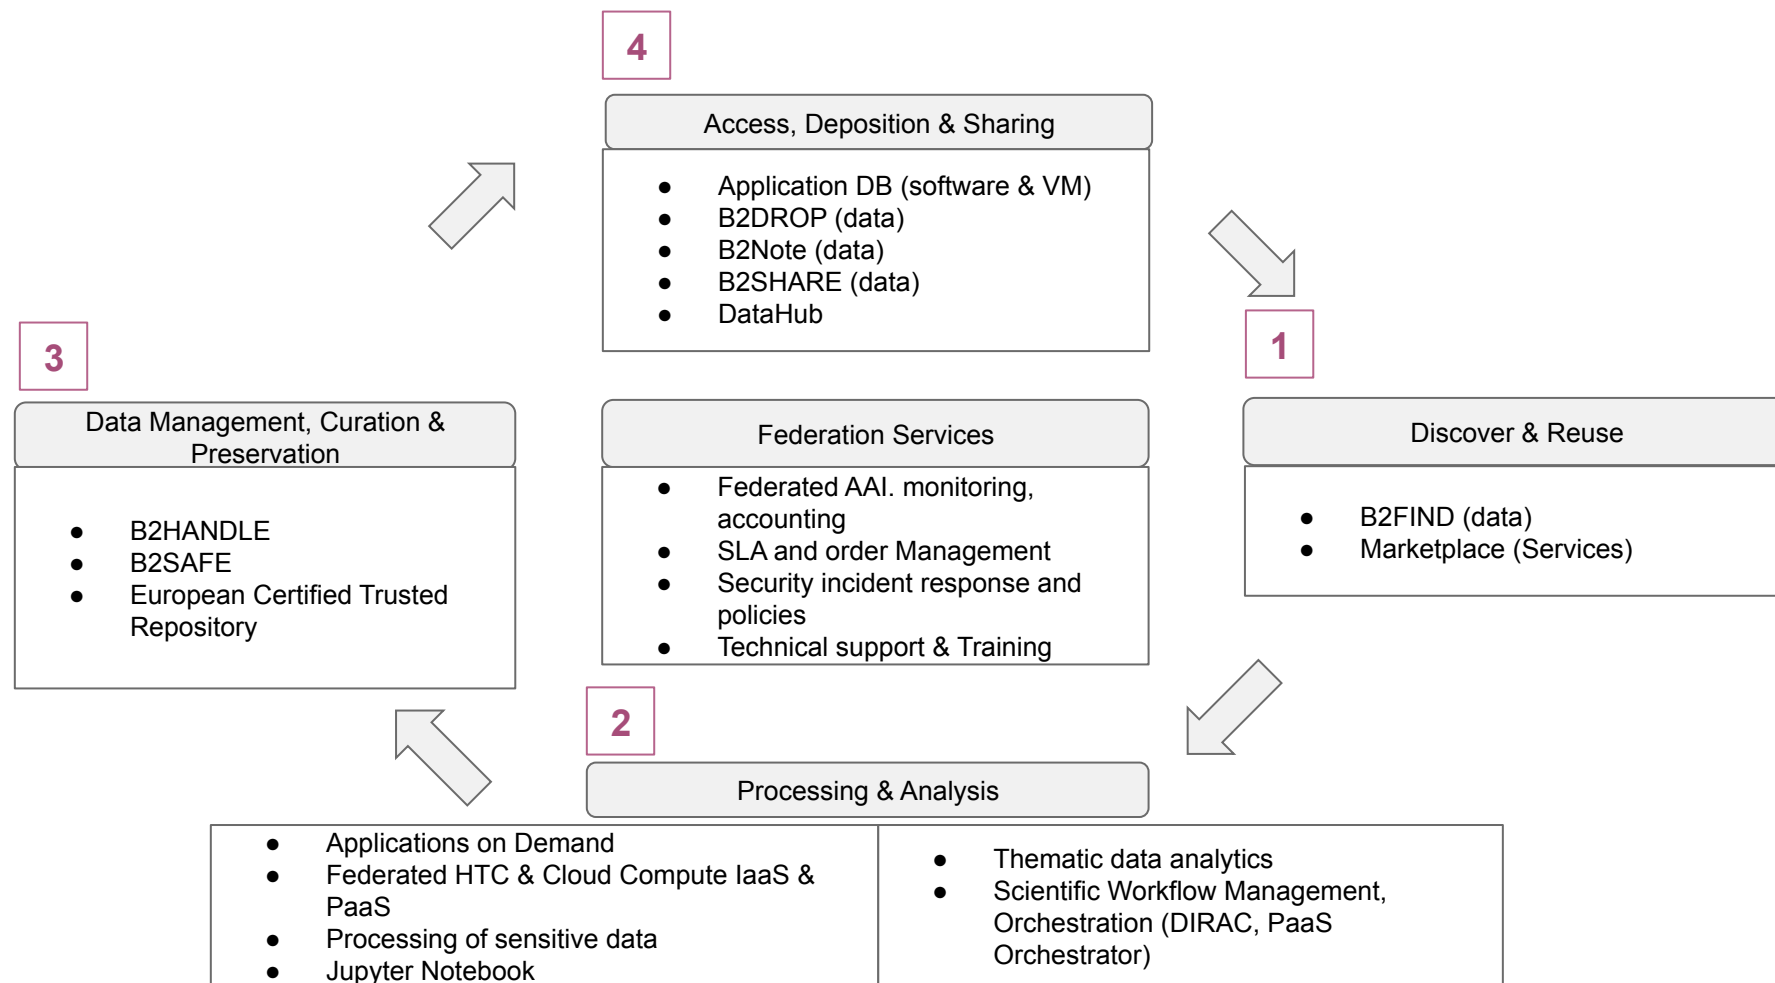 4
Access, Deposition & Sharing
● Application DB (software & VM)
● B2DROP (data)
● B2Note (data)
● B2SHARE (data)
● DataHub
3
Data Management, Curation &
Preservation
● B2HANDLE
● B2SAFE
● European Certified Trusted
Repository
Federation Services
● Federated AAI. monitoring,
accounting
● SLA and order Management
● Security incident response and
policies
● Technical support & Training
1
Discover & Reuse
● B2FIND (data)
● Marketplace (Services)
2
Processing & Analysis
● Applications on Demand
● Federated HTC & Cloud Compute IaaS &
PaaS
● Processing of sensitive data
● Jupyter Notebook
● Thematic data analytics
● Scientific Workflow Management,
Orchestration (DIRAC, PaaS
Orchestrator)